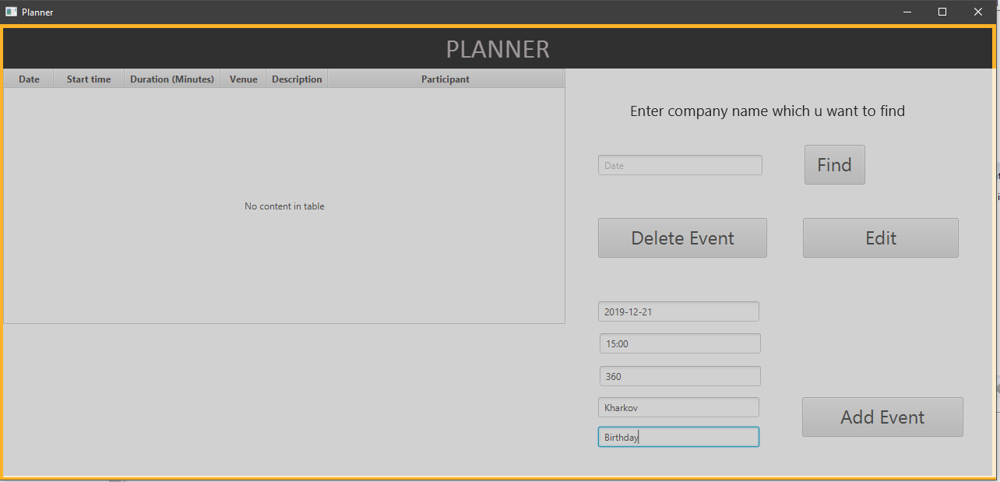 Planner
PLANNER
Date Start time Duration (Minutes) Venue Description Participant
No content in table
Enter company name which u want to find
Date
Find
Delete Event
Edit
2019-12-21
15:00
360
Kharkov
Birthday
Add Event